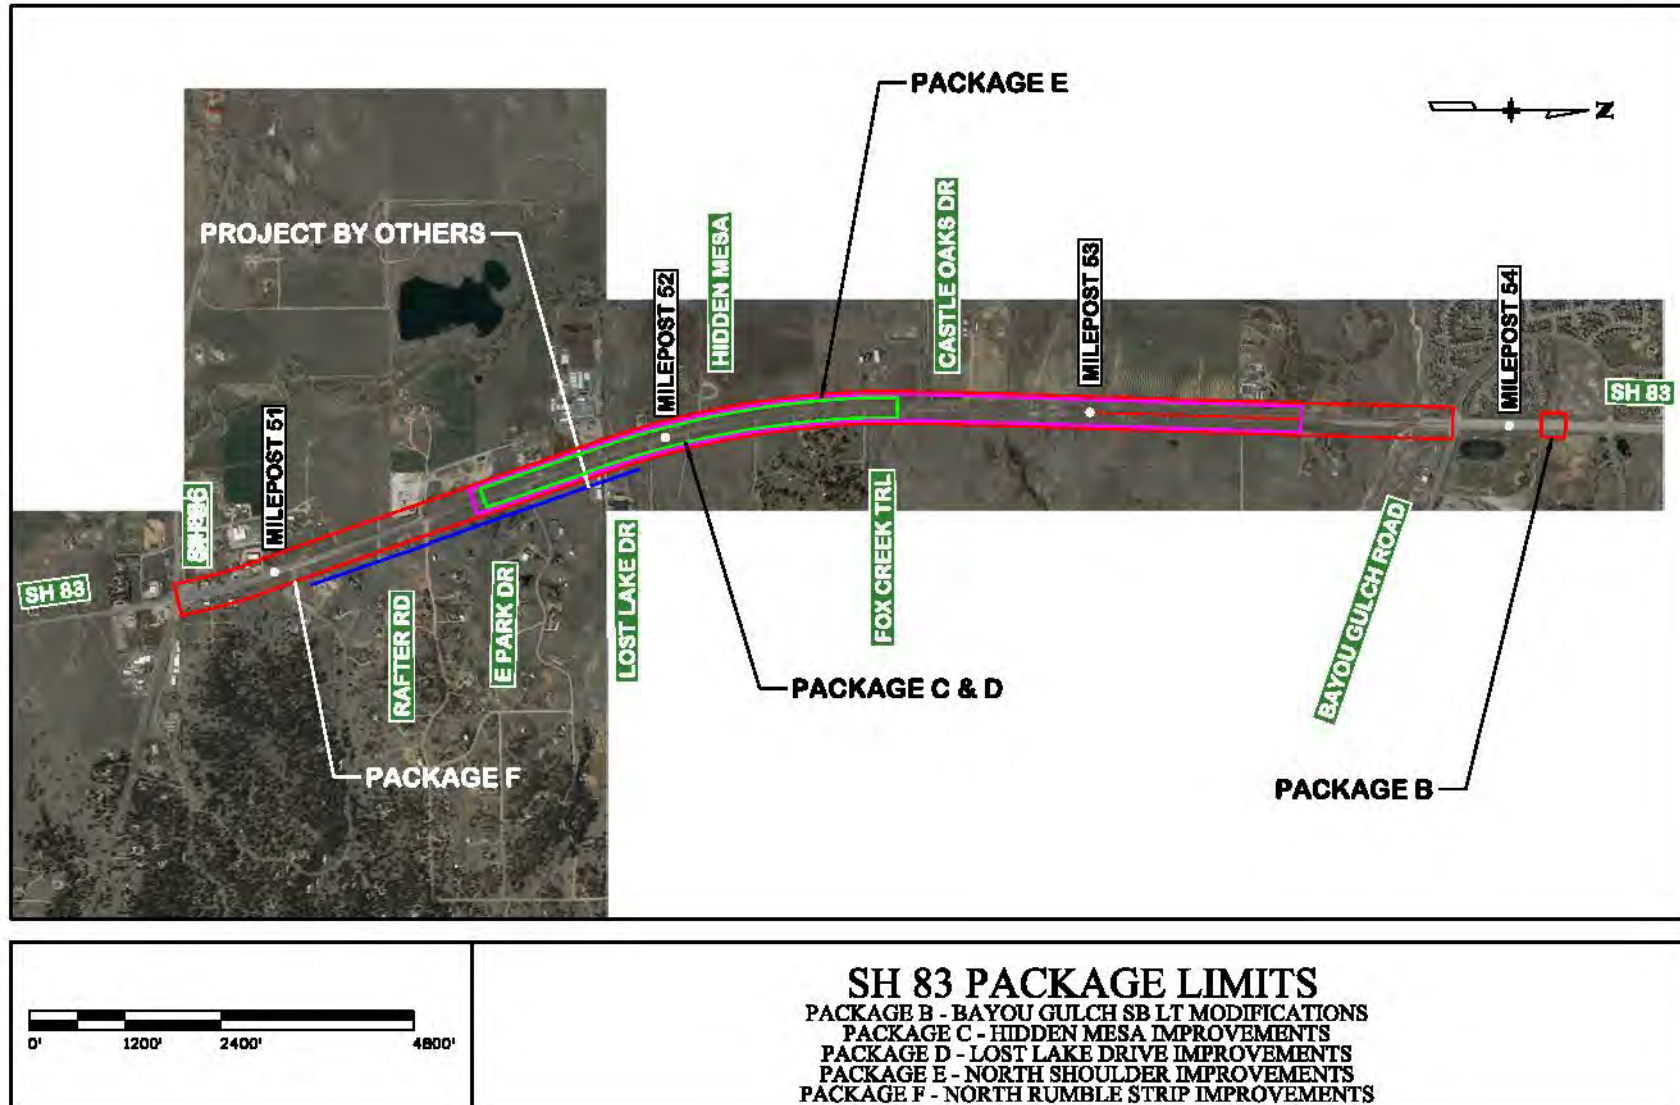 PACKAGE E
Z
PROJECT BY OTHERS
HIDDEN MESA
CASTLE OAKS DR
MILEPOST 52
MILEPOST 53
MILEPOST 54
SH 83
MILEPOST 51
SH 83
RAFTER RD
E PARK DR
LOST LAKE DR
FOX CREEK TRL
BAYOU GULCH ROAD
PACKAGE C & D
PACKAGE F
PACKAGE B
0' 1200' 2400' 4800'
SH 83 PACKAGE LIMITS
PACKAGE B - BAYOU GULCH SB LT MODIFICATIONS
PACKAGE C - HIDDEN MESA IMPROVEMENTS
PACKAGE D - LOST LAKE DRIVE IMPROVEMENTS
PACKAGE E - NORTH SHOULDER IMPROVEMENTS
PACKAGE F - NORTH RUMBLE STRIP IMPROVEMENTS